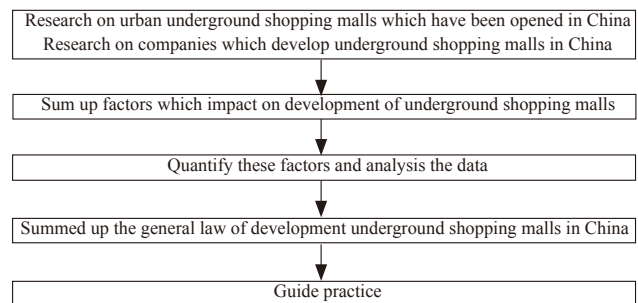 Research on urban underground shopping malls which have been opened in China
Research on companies which develop underground shopping malls in China
Sum up factors which impact on development of underground shopping malls
Quantify these factors and analysis the data
Summed up the general law of development underground shopping malls in China
Guide practice